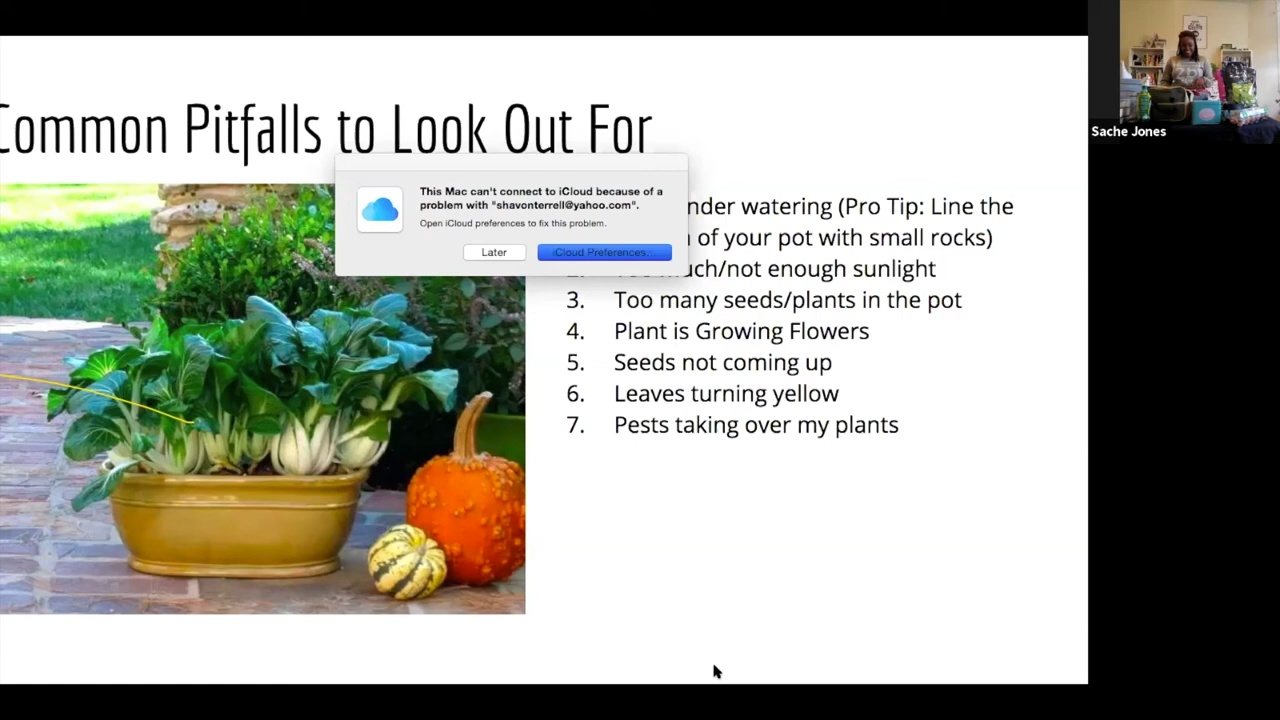 Common Pitfalls to Look Out For
This Mac can't connect to iCloud because of a
problem with "shavonterrell@yahoo.com".
Open iCloud preferences to fix this problem.
Later
iCloud Preferences...
watering (Pro Tip: Line the
of your pot with small rocks)
2. much/not enough sunlight
3. Too many seeds/plants in the pot
4. Plant is Growing Flowers
5. Seeds not coming up
6. Leaves turning yellow
7. Pests taking over my plants
Sache Jones